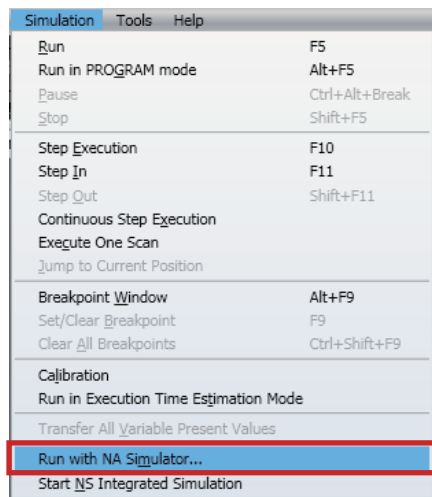 Simulation Tools Help
Run F5
Run in PROGRAM mode Alt+F5
Pause Ctrl+Alt+Break
Stop Shift+F5
Step Execution F10
Step In F11
Step Out Shift+F11
Continuous Step Execution
Execute One Scan
Jump to Current Position
Breakpoint Window Alt+F9
Set/Clear Breakpoint F9
Clear All Breakpoints Ctrl+Shift+F9
Calibration
Run in Execution Time Estimation Mode
Transfer All Variable Present Values
Run with NA Simulator...
Start NS Integrated Simulation